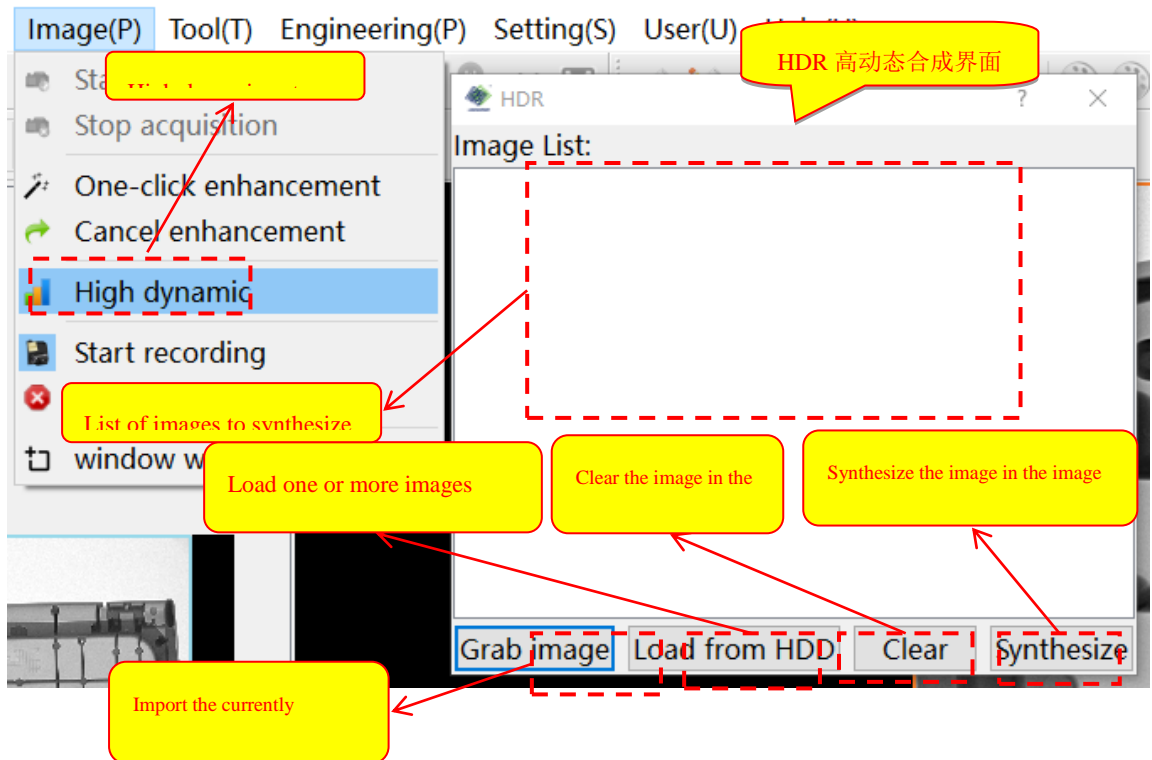 Image(P) Tool(T) Engineering(P) Setting(S) User(U)
HDR 高动态合成界面
HDR ? ×
Stop acquisition
Image List:
One-click enhancement
Cancel enhancement
High dynamic
Start recording
List of images to synthesize
window
Load one or more images
Clear the image in the
Synthesize the image in the image
Grab image Load from HDD Clear Synthesize
Import the currently